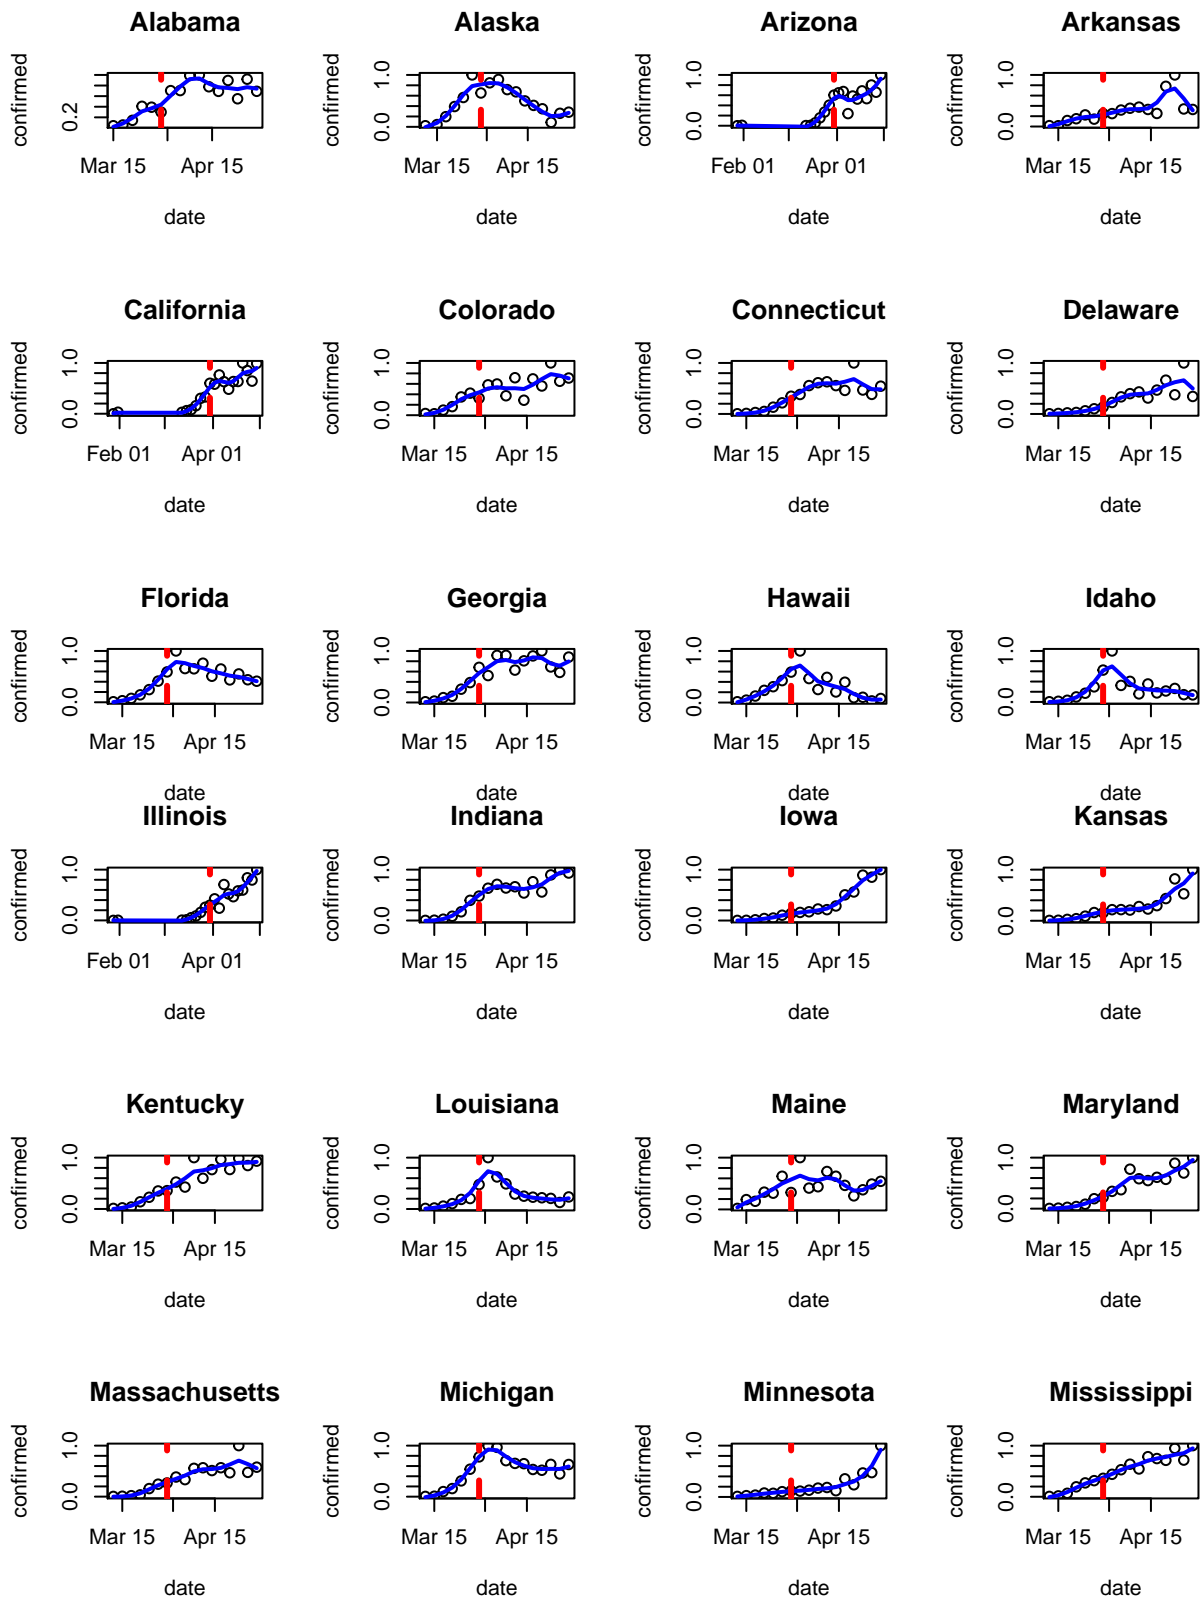 Alabama Alaska Arizona Arkansas
confirmed 0.2 confirmed 0.0 1.0 confirmed 0.0 1.0 confirmed 0.0 1.0
Mar 15 Apr 15 Mar 15 Apr 15 Feb 01 Apr 01 Mar 15 Apr 15
date date date date
California Colorado Connecticut Delaware
confirmed 0.0 1.0 confirmed 0.0 1.0 confirmed 0.0 1.0 confirmed 0.0 1.0
Feb 01 Apr 01 Mar 15 Apr 15 Mar 15 Apr 15 Mar 15 Apr 15
date date date date
Florida Georgia Hawaii Idaho
confirmed 0.0 1.0 confirmed 0.0 1.0 confirmed 0.0 1.0 confirmed 0.0 1.0
Mar 15 Apr 15 Mar 15 Apr 15 Mar 15 Apr 15 Mar 15 Apr 15
date date date date
Illinois Indiana Iowa Kansas
confirmed 0.0 1.0 confirmed 0.0 1.0 confirmed 0.0 1.0 confirmed 0.0 1.0
Feb 01 Apr 01 Mar 15 Apr 15 Mar 15 Apr 15 Mar 15 Apr 15
date date date date
Kentucky Louisiana Maine Maryland
confirmed 0.0 1.0 confirmed 0.0 1.0 confirmed 0.0 1.0 confirmed 0.0 1.0
Mar 15 Apr 15 Mar 15 Apr 15 Mar 15 Apr 15 Mar 15 Apr 15
date date date date
Massachusetts Michigan Minnesota Mississippi
confirmed 0.0 1.0 confirmed 0.0 1.0 confirmed 0.0 1.0 confirmed 0.0 1.0
Mar 15 Apr 15 Mar 15 Apr 15 Mar 15 Apr 15 Mar 15 Apr 15
date date date date